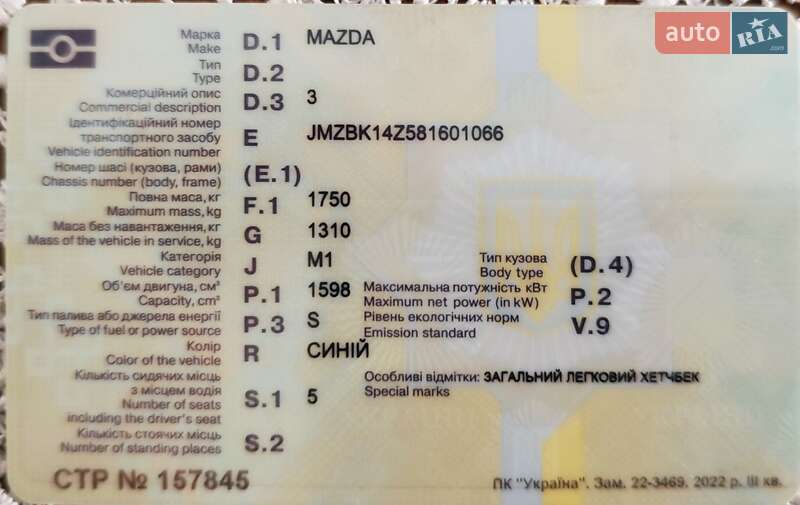 auto RIA.com
Марка D.1 MAZDA
Make
Тип D.2
Type
Комерційний опис D.3 3
Commercial description
Ідентифікаційний номер
транспортного засобу E JMZBK14Z581601066
Vehicle identification number
Номер шасі (кузова, рами) (E.1)
Chassis number (body, frame)
Повна маса, кг F.1 1750
Maximum mass, kg
Маса без навантаження, кг G 1310
Mass of the vehicle in service, kg
Категорія J M1 Тип кузова (D.4)
Vehicle category Body type
Об'єм двигуна, см³ P.1 1598 Максимальна потужність кВт P.2
Capacity, cm³ Maximum net power (in kW)
Тип палива або джерела енергії P.3 S Рівень екологічних норм V.9
Type of fuel or power source Emission standard
Колір R СИНІЙ
Color of the vehicle
Кількість сидячих місць Особливі відмітки: ЗАГАЛЬНИЙ ЛЕГКОВИЙ ХЕТЧБЕК
з місцем водія S.1 5 Special marks
Number of seats
including the driver's seat
Кількість стоячих місць S.2
Number of standing places
СТР № 157845
ПК "Україна". Зам. 22-3469. 2022 р. III кв.